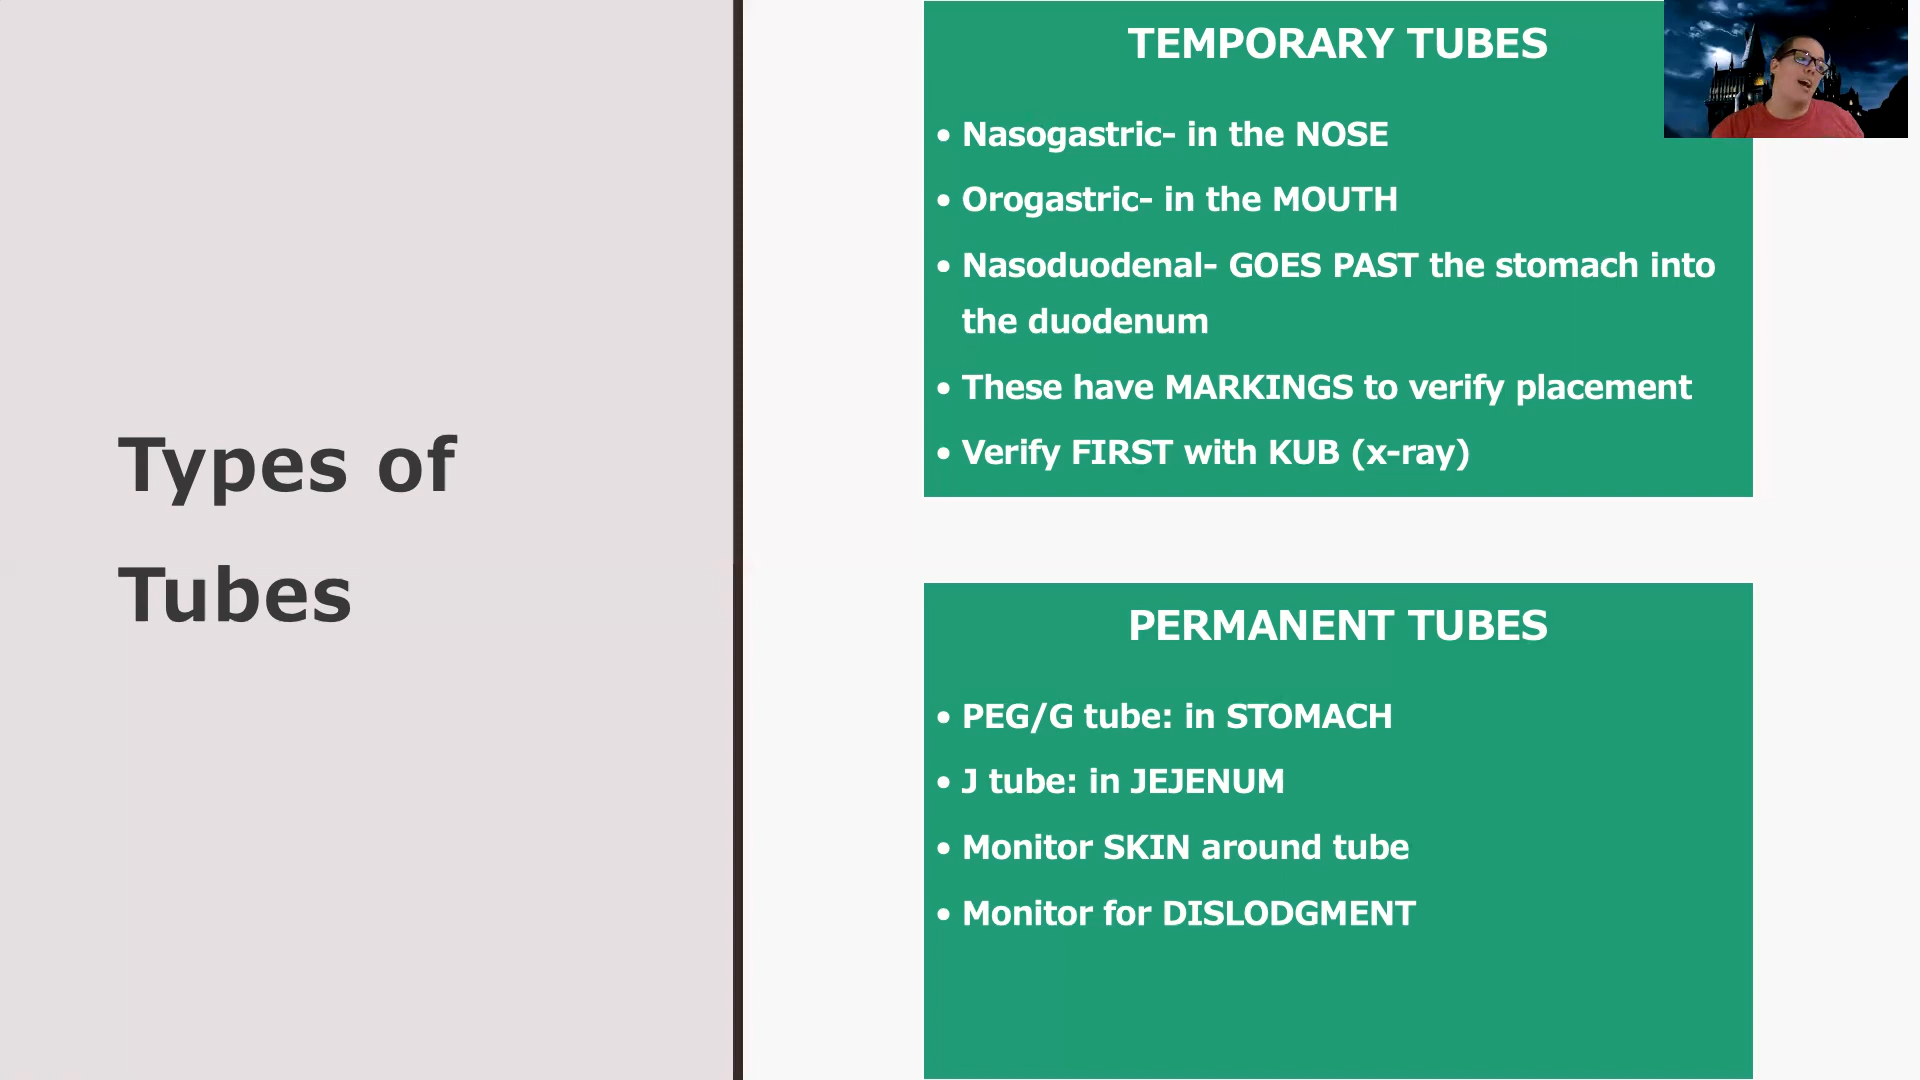 Types of
Tubes
TEMPORARY TUBES
• Nasogastric- in the NOSE
• Orogastric- in the MOUTH
• Nasoduodenal- GOES PAST the stomach into
the duodenum
• These have MARKINGS to verify placement
• Verify FIRST with KUB (x-ray)
PERMANENT TUBES
• PEG/G tube: in STOMACH
• J tube: in JEJENUM
• Monitor SKIN around tube
• Monitor for DISLODGMENT